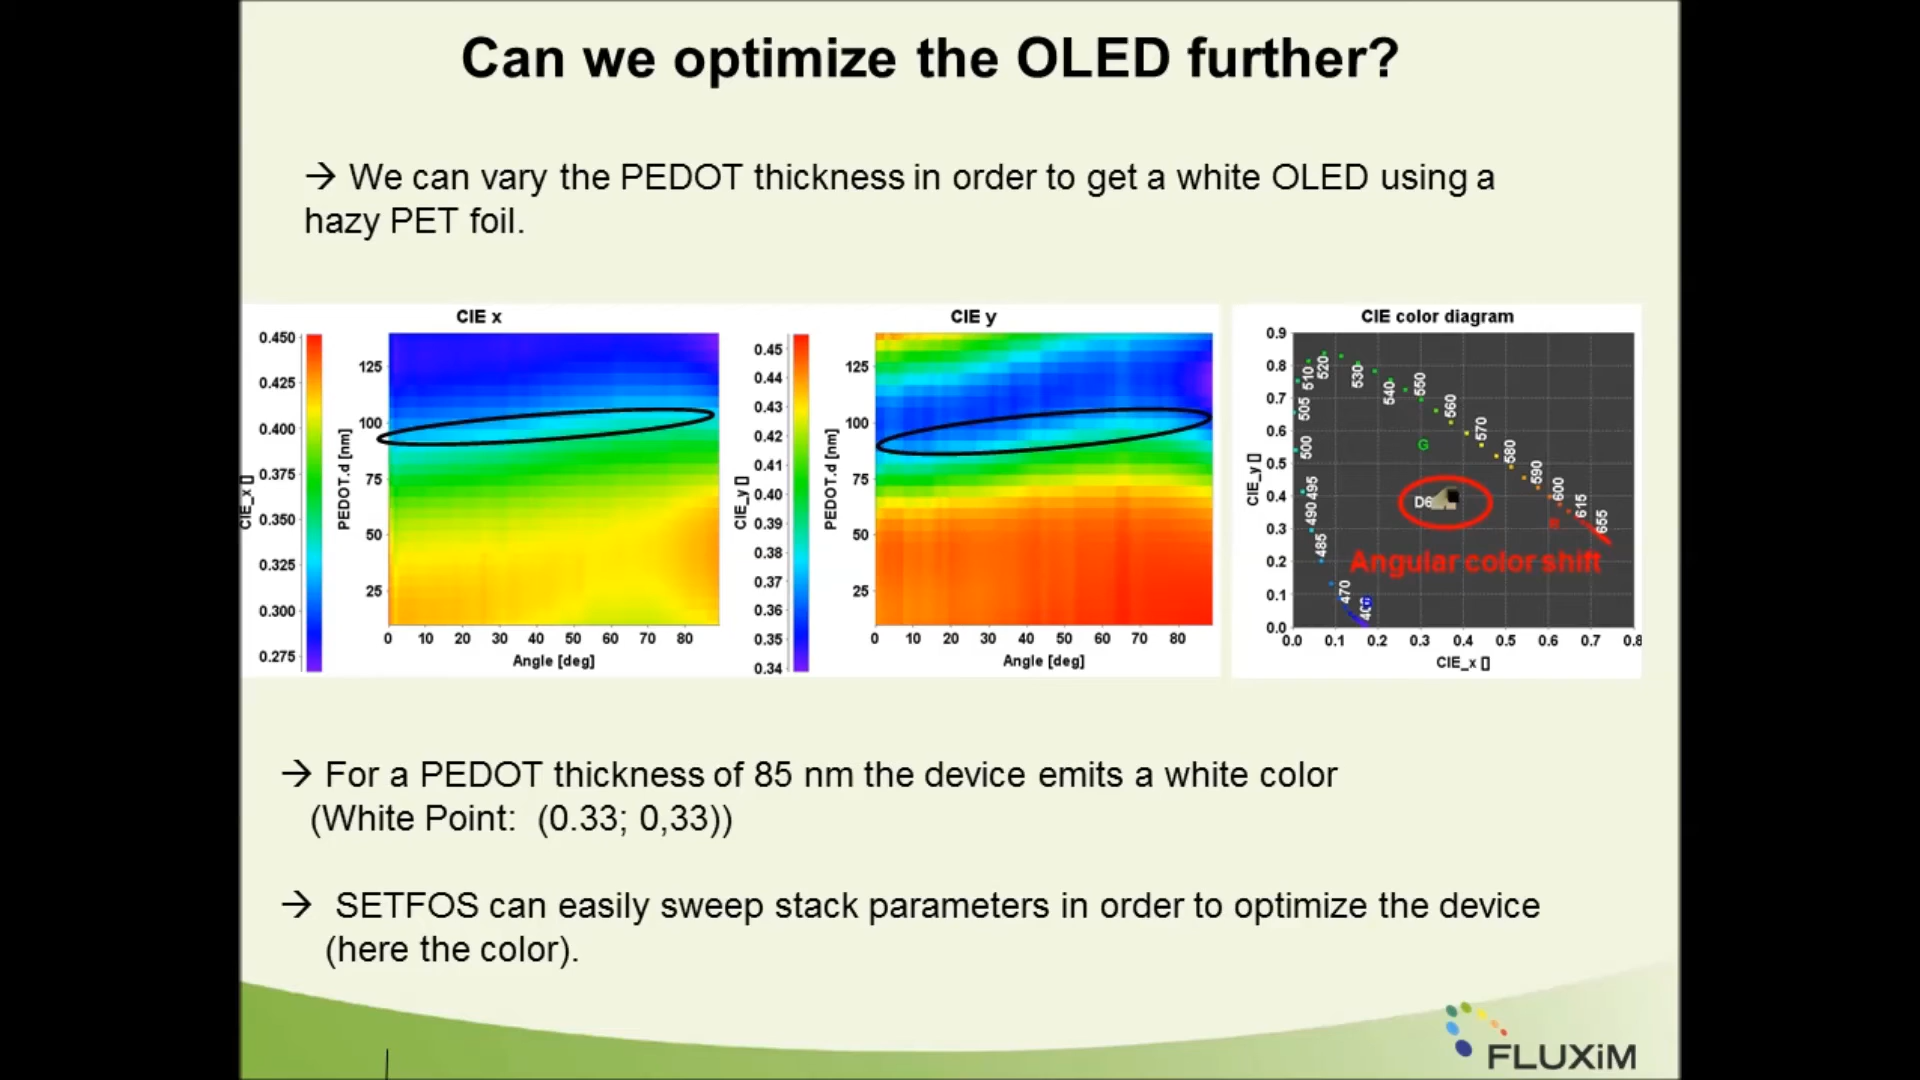 Can we optimize the OLED further?
→ We can vary the PEDOT thickness in order to get a white OLED using a
hazy PET foil.
CIE x
0.450
0.425
0.400
0.375
0.350
0.325
0.300
0.275
CIE_x []
PEDOT.d [nm]
125
100
75
50
25
0 10 20 30 40 50 60 70 80
Angle [deg]
CIE y
0.45
0.44
0.43
0.42
0.41
0.40
0.39
0.38
0.37
0.36
0.35
0.34
CIE_y []
PEDOT.d [nm]
125
100
75
50
25
0 10 20 30 40 50 60 70 80
Angle [deg]
CIE color diagram
0.9
0.8
0.7
0.6
0.5
0.4
0.3
0.2
0.1
0.0
CIE_y []
510 520 530 540 550 560 570 580 590 600 615 655
505
500
495
490
485
470
G
D6
Angular color shift
0.0 0.1 0.2 0.3 0.4 0.5 0.6 0.7 0.8
CIE_x []
→ For a PEDOT thickness of 85 nm the device emits a white color
(White Point: (0.33; 0,33))
→ SETFOS can easily sweep stack parameters in order to optimize the device
(here the color).
FLUXiM